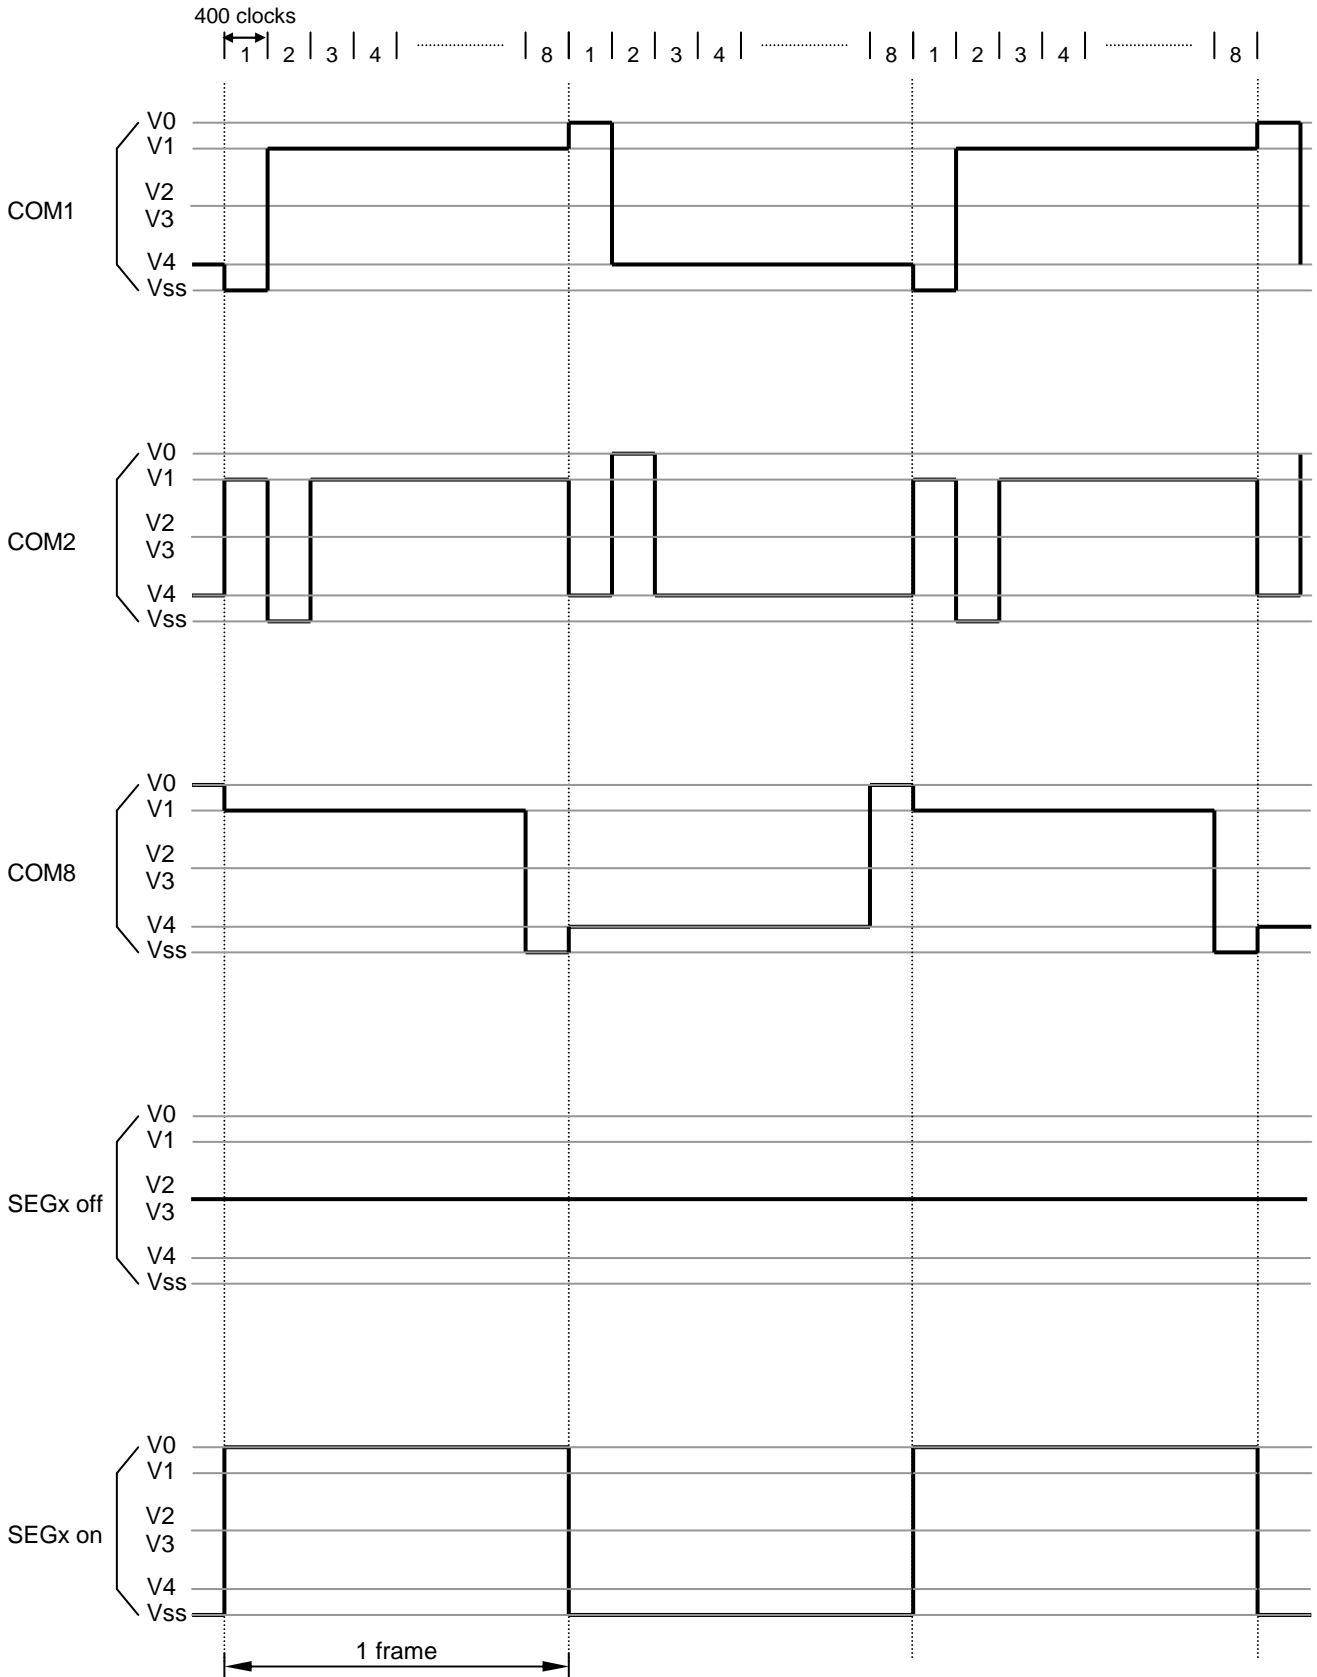 400 clocks
1 2 3 4 ........................ 8 1 2 3 4 ........................ 8 1 2 3 4 ........................ 8
COM1
V0
V1
V2
V3
V4
Vss
COM2
V0
V1
V2
V3
V4
Vss
COM8
V0
V1
V2
V3
V4
Vss
SEGx off
V0
V1
V2
V3
V4
Vss
SEGx on
V0
V1
V2
V3
V4
Vss
1 frame